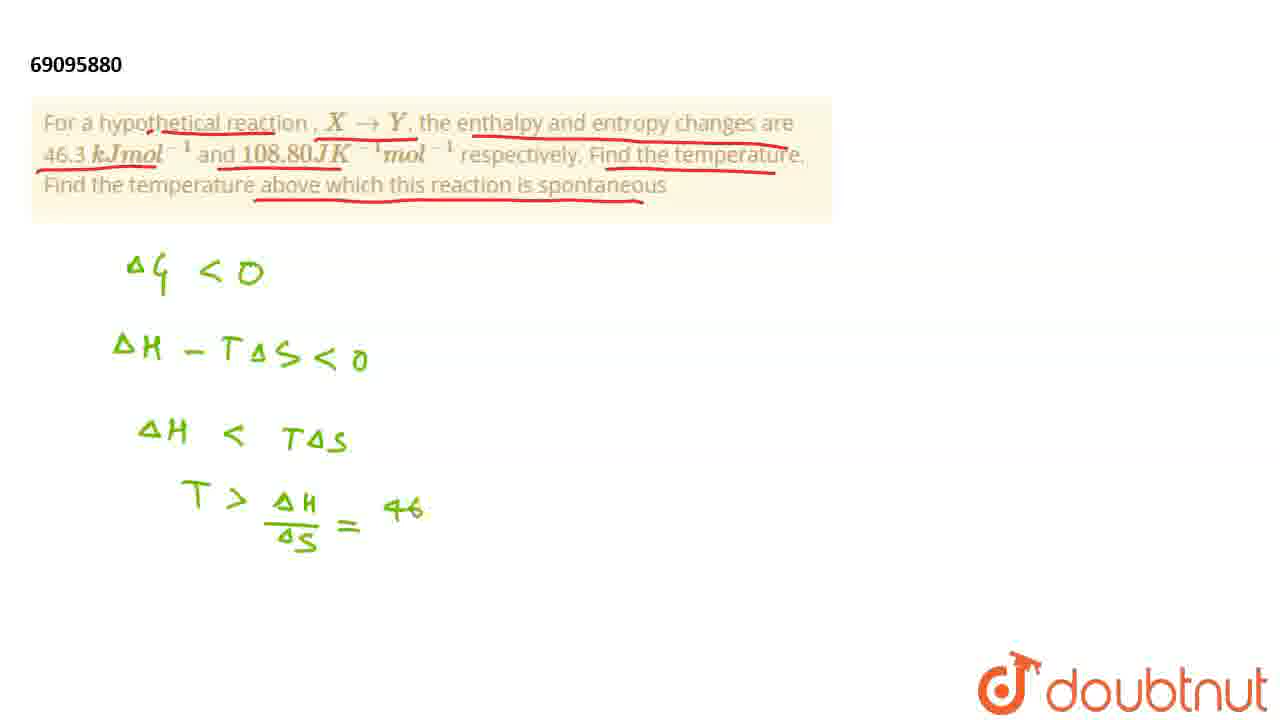 69095880
For a hypothetical reaction , X → Y, the enthalpy and entropy changes are
46.3 kJmol⁻¹ and 108.80JK⁻¹mol⁻¹ respectively. Find the temperature.
Find the temperature above which this reaction is spontaneous
ΔG < 0
ΔH – TΔS < 0
ΔH < TΔS
T > ΔH/ΔS = 46
doubtnut